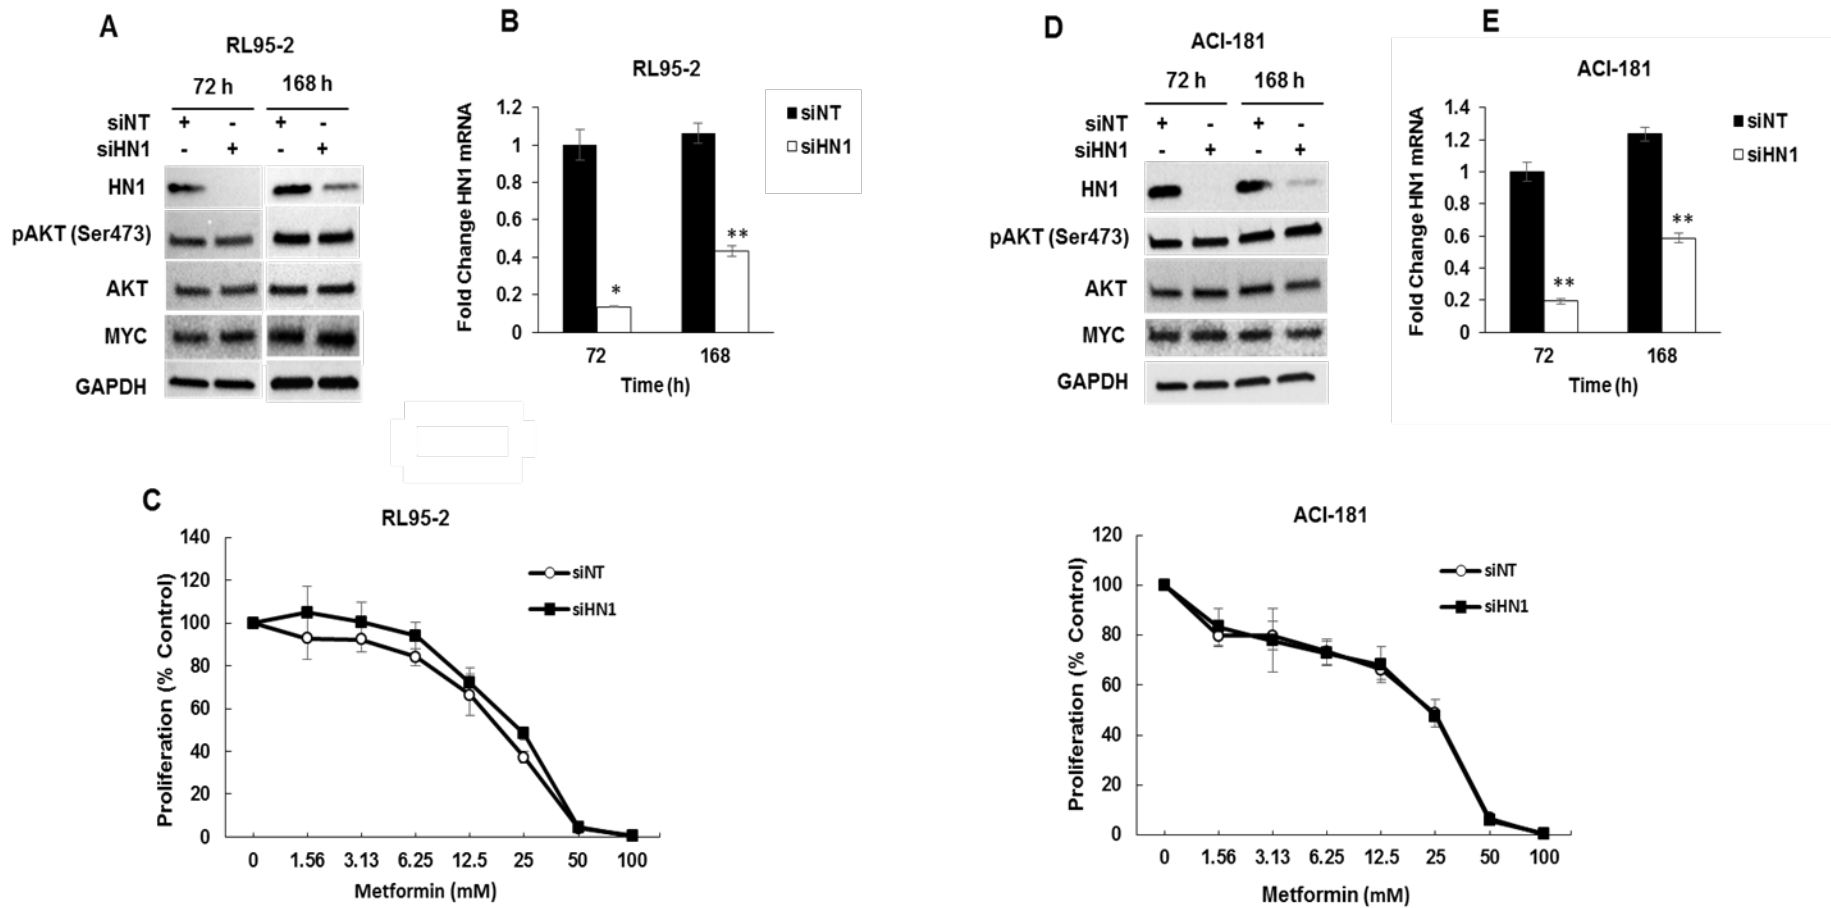 A
RL95-2
72 h 168 h
siNT + - + -
siHN1 - + - +
HN1
pAKT (Ser473)
AKT
MYC
GAPDH
B
RL95-2
Fold Change HN1 mRNA
1.2
1
0.8
0.6
0.4
0.2
0
*
**
72 168
Time (h)
siNT
siHN1
D
ACI-181
72 h 168 h
siNT + - + -
siHN1 - + - +
HN1
pAKT (Ser473)
AKT
MYC
GAPDH
E
ACI-181
Fold Change HN1 mRNA
1.4
1.2
1
0.8
0.6
0.4
0.2
0
**
**
72 168
Time (h)
siNT
siHN1
C
RL95-2
Proliferation (% Control)
140
120
100
80
60
40
20
0
siNT
siHN1
0 1.56 3.13 6.25 12.5 25 50 100
Metformin (mM)
ACI-181
Proliferation (% Control)
120
100
80
60
40
20
0
siNT
siHN1
0 1.56 3.13 6.25 12.5 25 50 100
Metformin (mM)